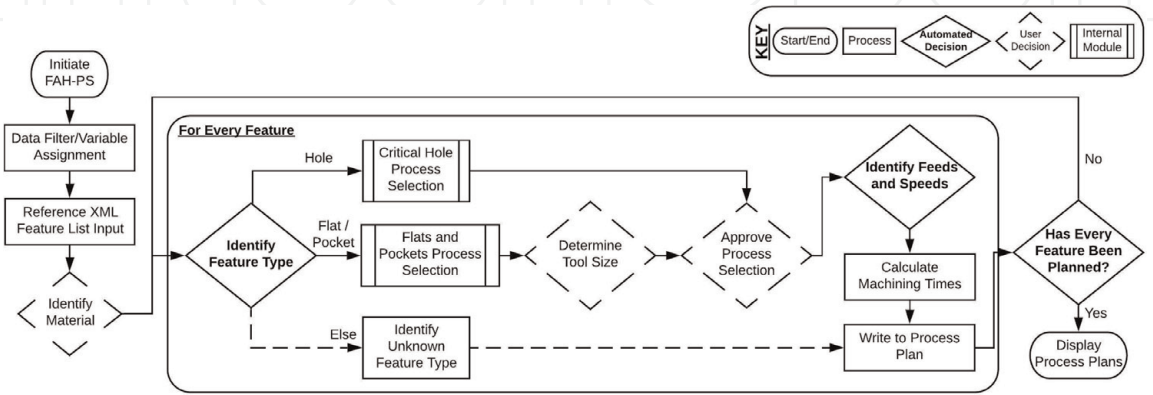 KEY
Start/End
Process
Automated
Decision
User
Decision
Internal
Module
Initiate
FAH-PS
Data Filter/Variable
Assignment
Reference XML
Feature List Input
Identify
Material
For Every Feature
Identify
Feature Type
Hole
Critical Hole
Process
Selection
Flat /
Pocket
Flats and
Pockets Process
Selection
Determine
Tool Size
Approve
Process
Selection
Else
Identify
Unknown
Feature Type
Identify Feeds
and Speeds
Calculate
Machining Times
Write to Process
Plan
No
Has Every
Feature Been
Planned?
Yes
Display
Process Plans